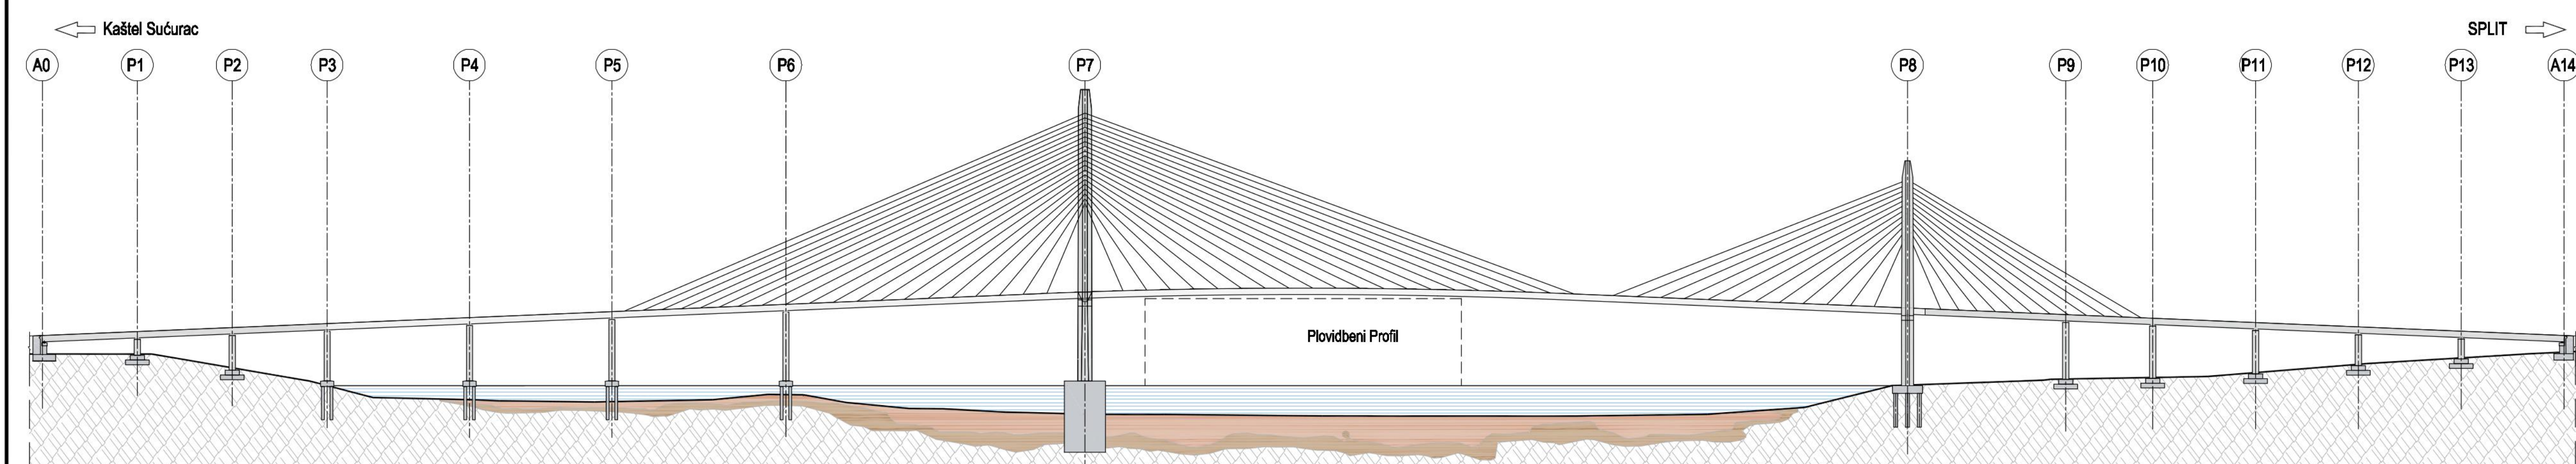 Kaštel Sućurac
SPLIT
A0 P1 P2 P3 P4 P5 P6 P7 P8 P9 P10 P11 P12 P13 A14
Plovidbeni Profil